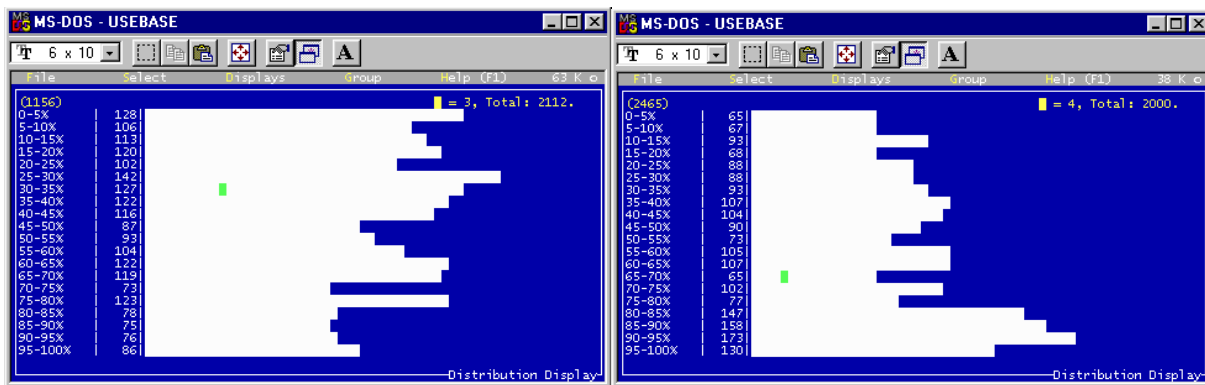 MS-DOS - USEBASE
6 x 10
A
File Select Displays Group Help (F1) 63 K o
(1156) = 3, Total: 2112.
0-5% | 128|
5-10% | 106|
10-15% | 113|
15-20% | 120|
20-25% | 102|
25-30% | 142|
30-35% | 127|
35-40% | 122|
40-45% | 116|
45-50% | 87|
50-55% | 93|
55-60% | 104|
60-65% | 122|
65-70% | 119|
70-75% | 73|
75-80% | 123|
80-85% | 78|
85-90% | 75|
90-95% | 76|
95-100% | 86|
Distribution Display
MS-DOS - USEBASE
6 x 10
A
File Select Displays Group Help (F1) 38 K o
(2465) = 4, Total: 2000.
0-5% | 65|
5-10% | 67|
10-15% | 93|
15-20% | 68|
20-25% | 88|
25-30% | 88|
30-35% | 93|
35-40% | 107|
40-45% | 104|
45-50% | 90|
50-55% | 73|
55-60% | 105|
60-65% | 107|
65-70% | 65|
70-75% | 102|
75-80% | 77|
80-85% | 147|
85-90% | 158|
90-95% | 173|
95-100% | 130|
Distribution Display